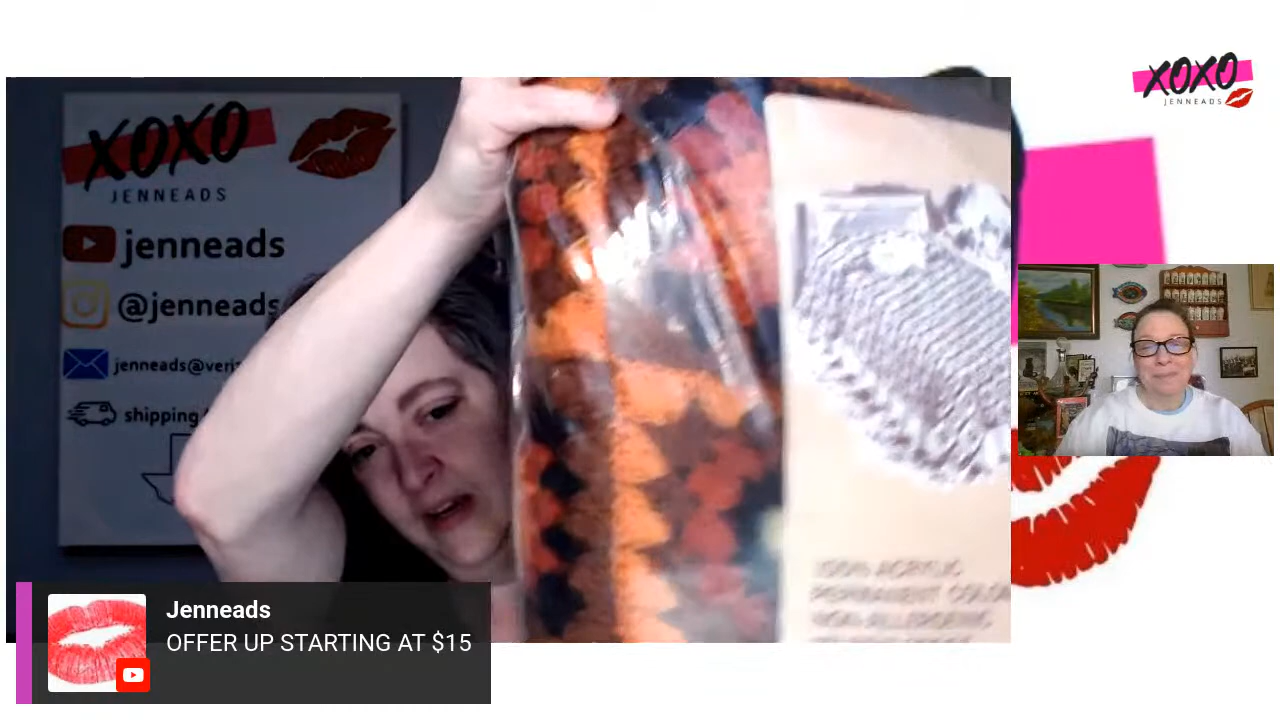 XOXO
JENNEADS
XOXO
JENNEADS
jenneads
@jenneads
jenneads@veri
shipping
100% ACRYLIC
PERMANENT COLO
NON-ALLERGENIC
Jenneads
OFFER UP STARTING AT $15